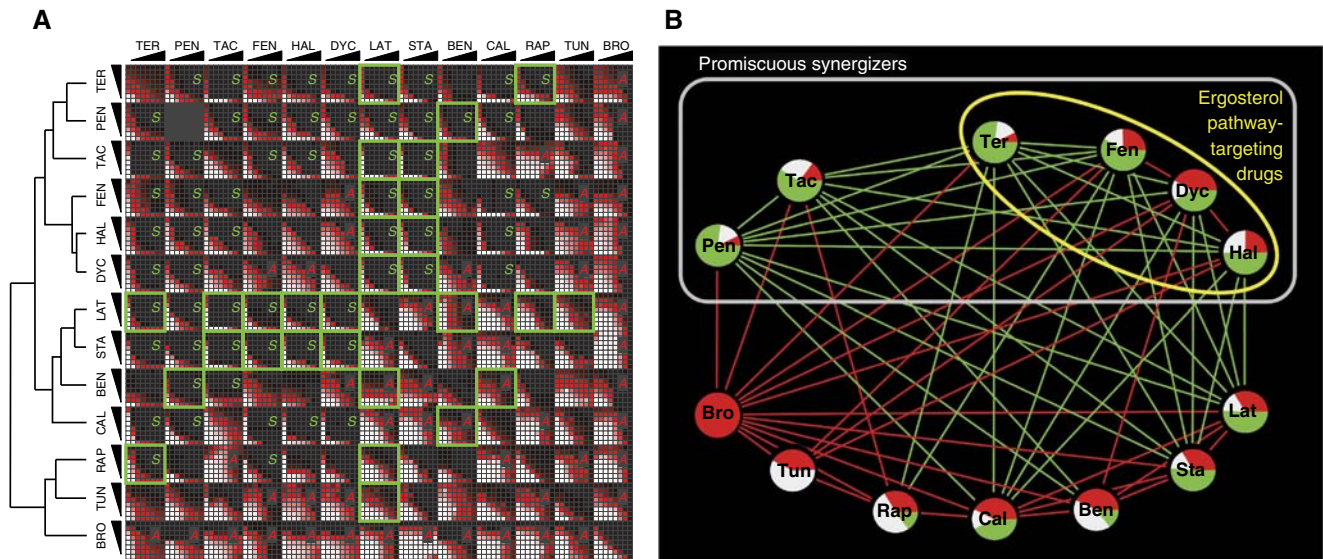 A
TER PEN TAC FEN HAL DYC LAT STA BEN CAL RAP TUN BRO
TER S S S S S S S S S A
PEN S S S S S S S S S A
TAC S S S S S S S
FEN S S S A S S S S
HAL S S S A S S S A A
DYC S S S A A S S A S A
LAT S S S S S S A A A
STA S S S S S S A A A
BEN S S A A A A A
CAL S S S S S A A A
RAP S A S A
TUN A A A A
BRO A A A A A A A A
B
Promiscuous synergizers
Ergosterol
pathway-
targeting
drugs
Ter
Fen
Tac
Dyc
Pen
Hal
Bro
Lat
Tun
Sta
Rap
Cal
Ben